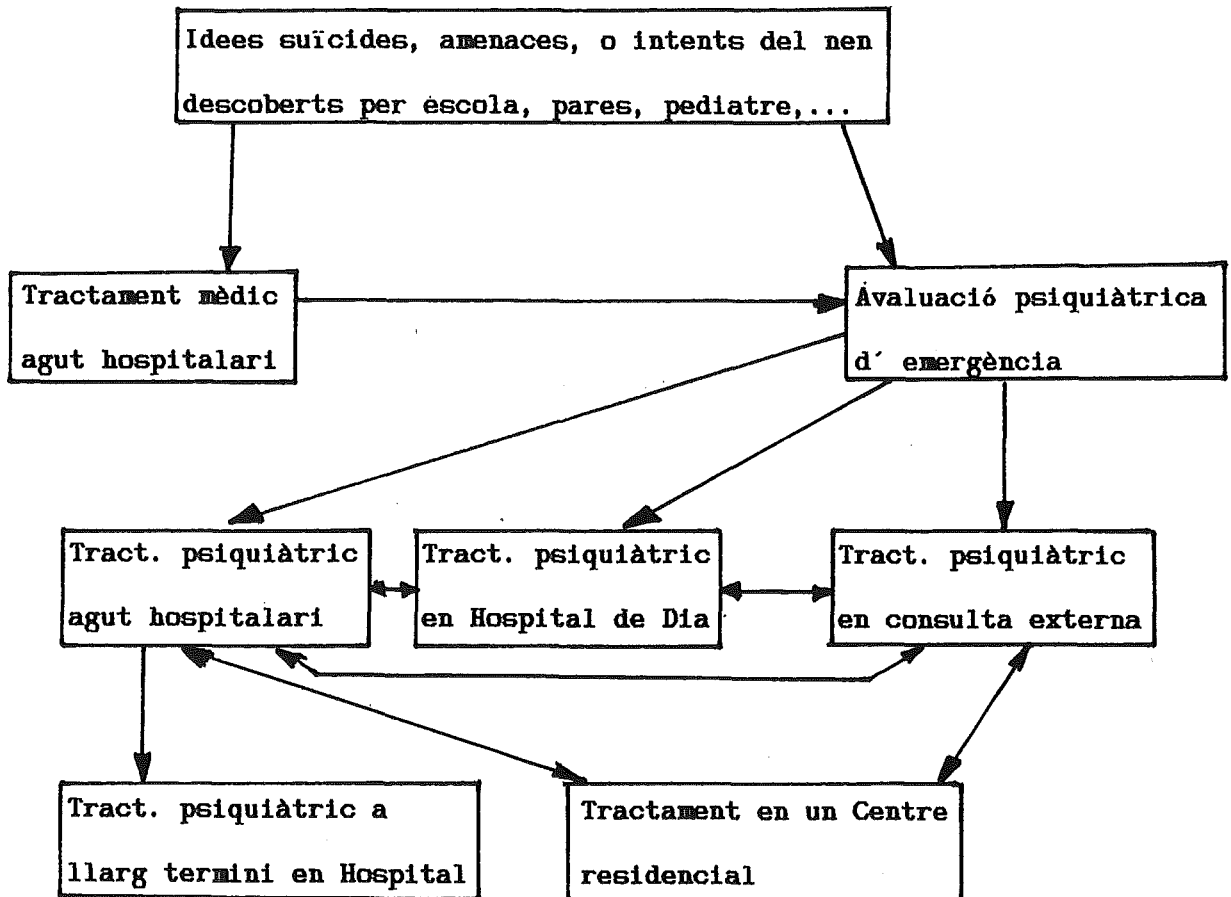 Idees suïcides, amenaces, o intents del nen
descoberts per éscola, pares, pediatre,...
Tractament mèdic
agut hospitalari
Avaluació psiquiàtrica
d´ emergència
Tract. psiquiàtric
agut hospitalari
Tract. psiquiàtric
en Hospital de Dia
Tract. psiquiàtric
en consulta externa
Tract. psiquiàtric a
llarg termini en Hospital
Tractament en un Centre
residencial